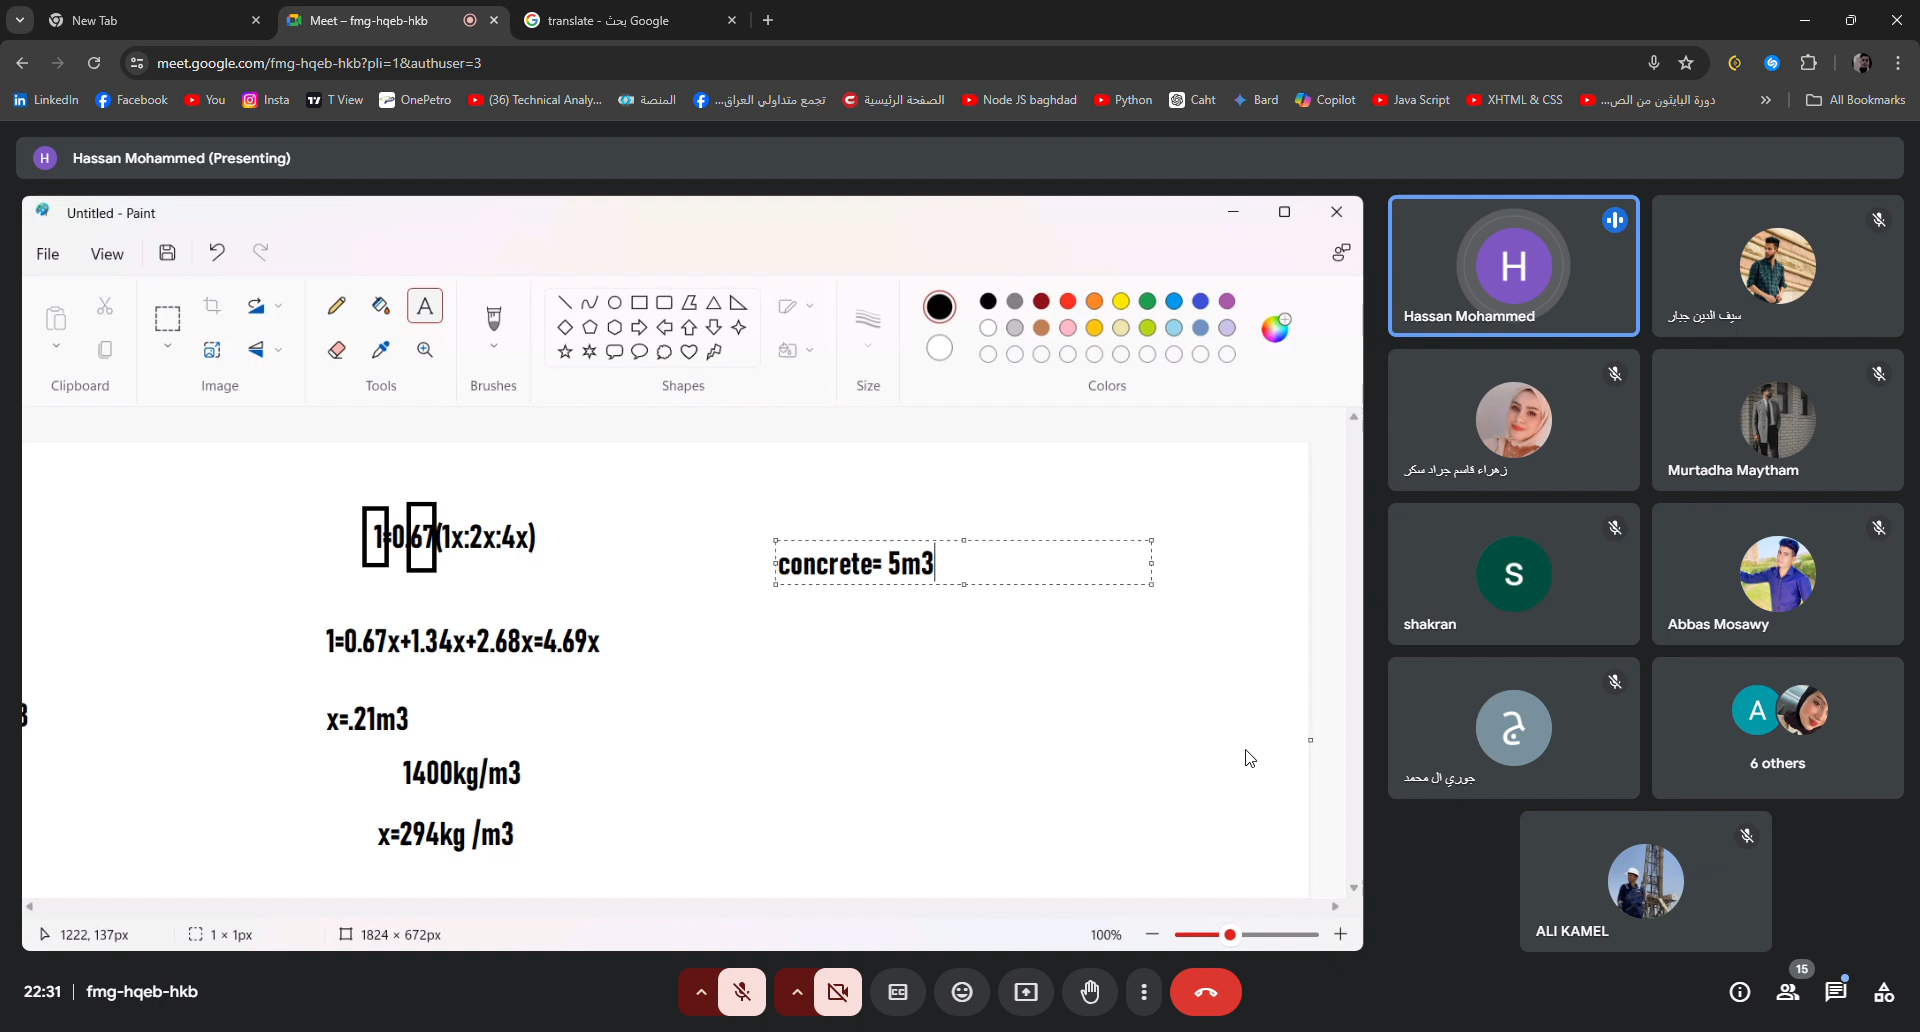 New Tab
Meet – fmg-hqeb-hkb
translate - بحث Google
meet.google.com/fmg-hqeb-hkb?pli=1&authuser=3
LinkedIn
Facebook
You
Insta
T View
OnePetro
(36) Technical Analy...
المنصة
تجمع متداولي العراق...
الصفحة الرئيسية
Node JS baghdad
Python
Caht
Bard
Copilot
Java Script
XHTML & CSS
دورة البايثون من الص...
All Bookmarks
H
Hassan Mohammed (Presenting)
Untitled - Paint
File
View
A
Clipboard
Image
Tools
Brushes
Shapes
Size
Colors
1=0.67(1x:2x:4x)
concrete= 5m3
1=0.67x+1.34x+2.68x=4.69x
x=.21m3
1400kg/m3
x=294kg /m3
1222, 137px
1 × 1px
1824 × 672px
100%
H
Hassan Mohammed
سيف الدين جبار
زهراء قاسم جراد سكر
Murtadha Maytham
S
shakran
Abbas Mosawy
ج
جوري ال محمد
A
6 others
ALI KAMEL
22:31
fmg-hqeb-hkb
15